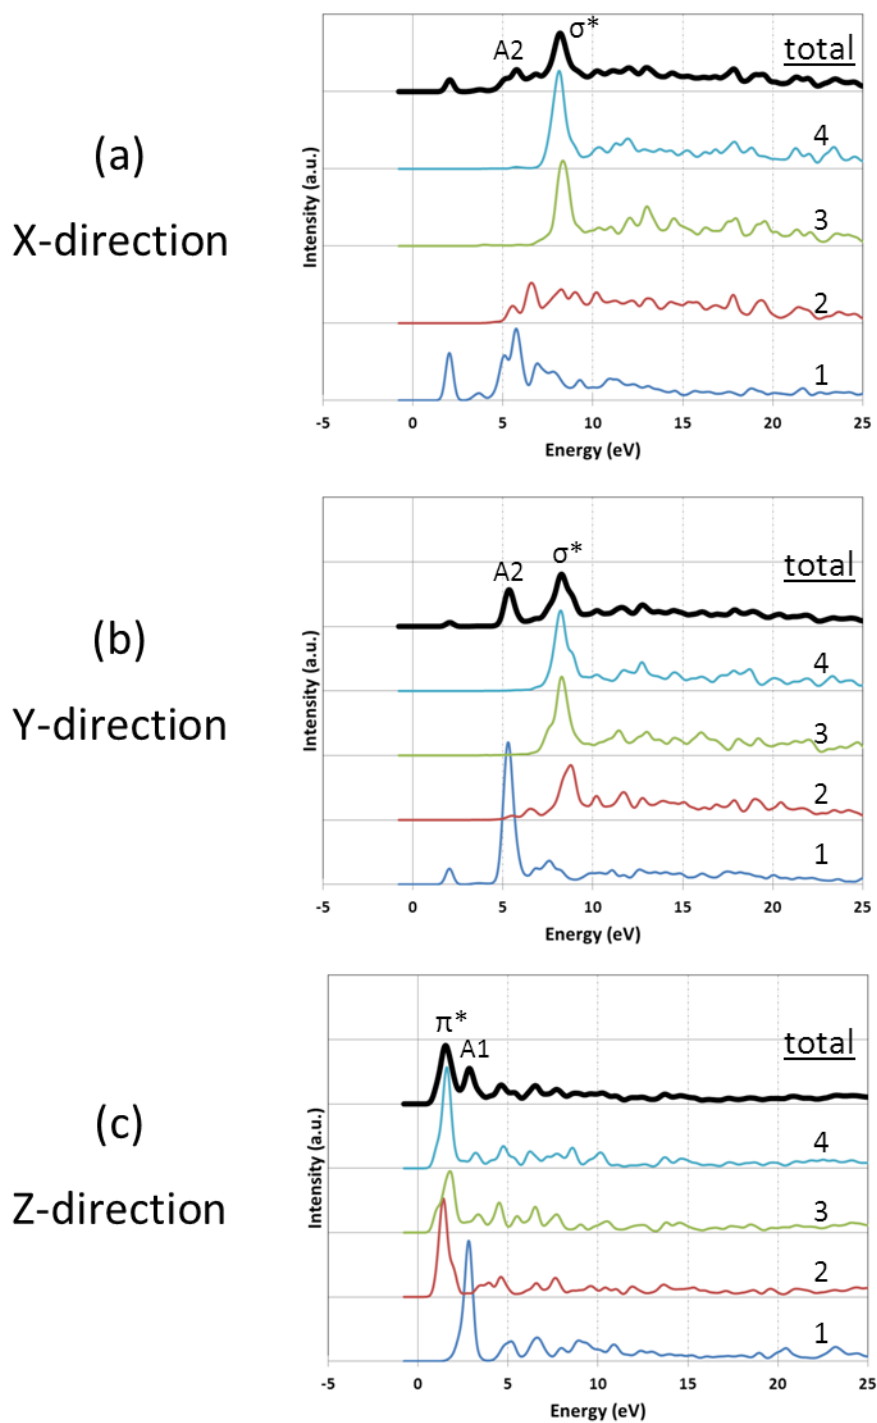 (a)
X-direction
Intensity (a.u.)
A2
σ*
total
4
3
2
1
-5 0 5 10 15 20 25
Energy (eV)
(b)
Y-direction
Intensity (a.u.)
A2
σ*
total
4
3
2
1
-5 0 5 10 15 20 25
Energy (eV)
(c)
Z-direction
Intensity (a.u.)
π*
A1
total
4
3
2
1
-5 0 5 10 15 20 25
Energy (eV)